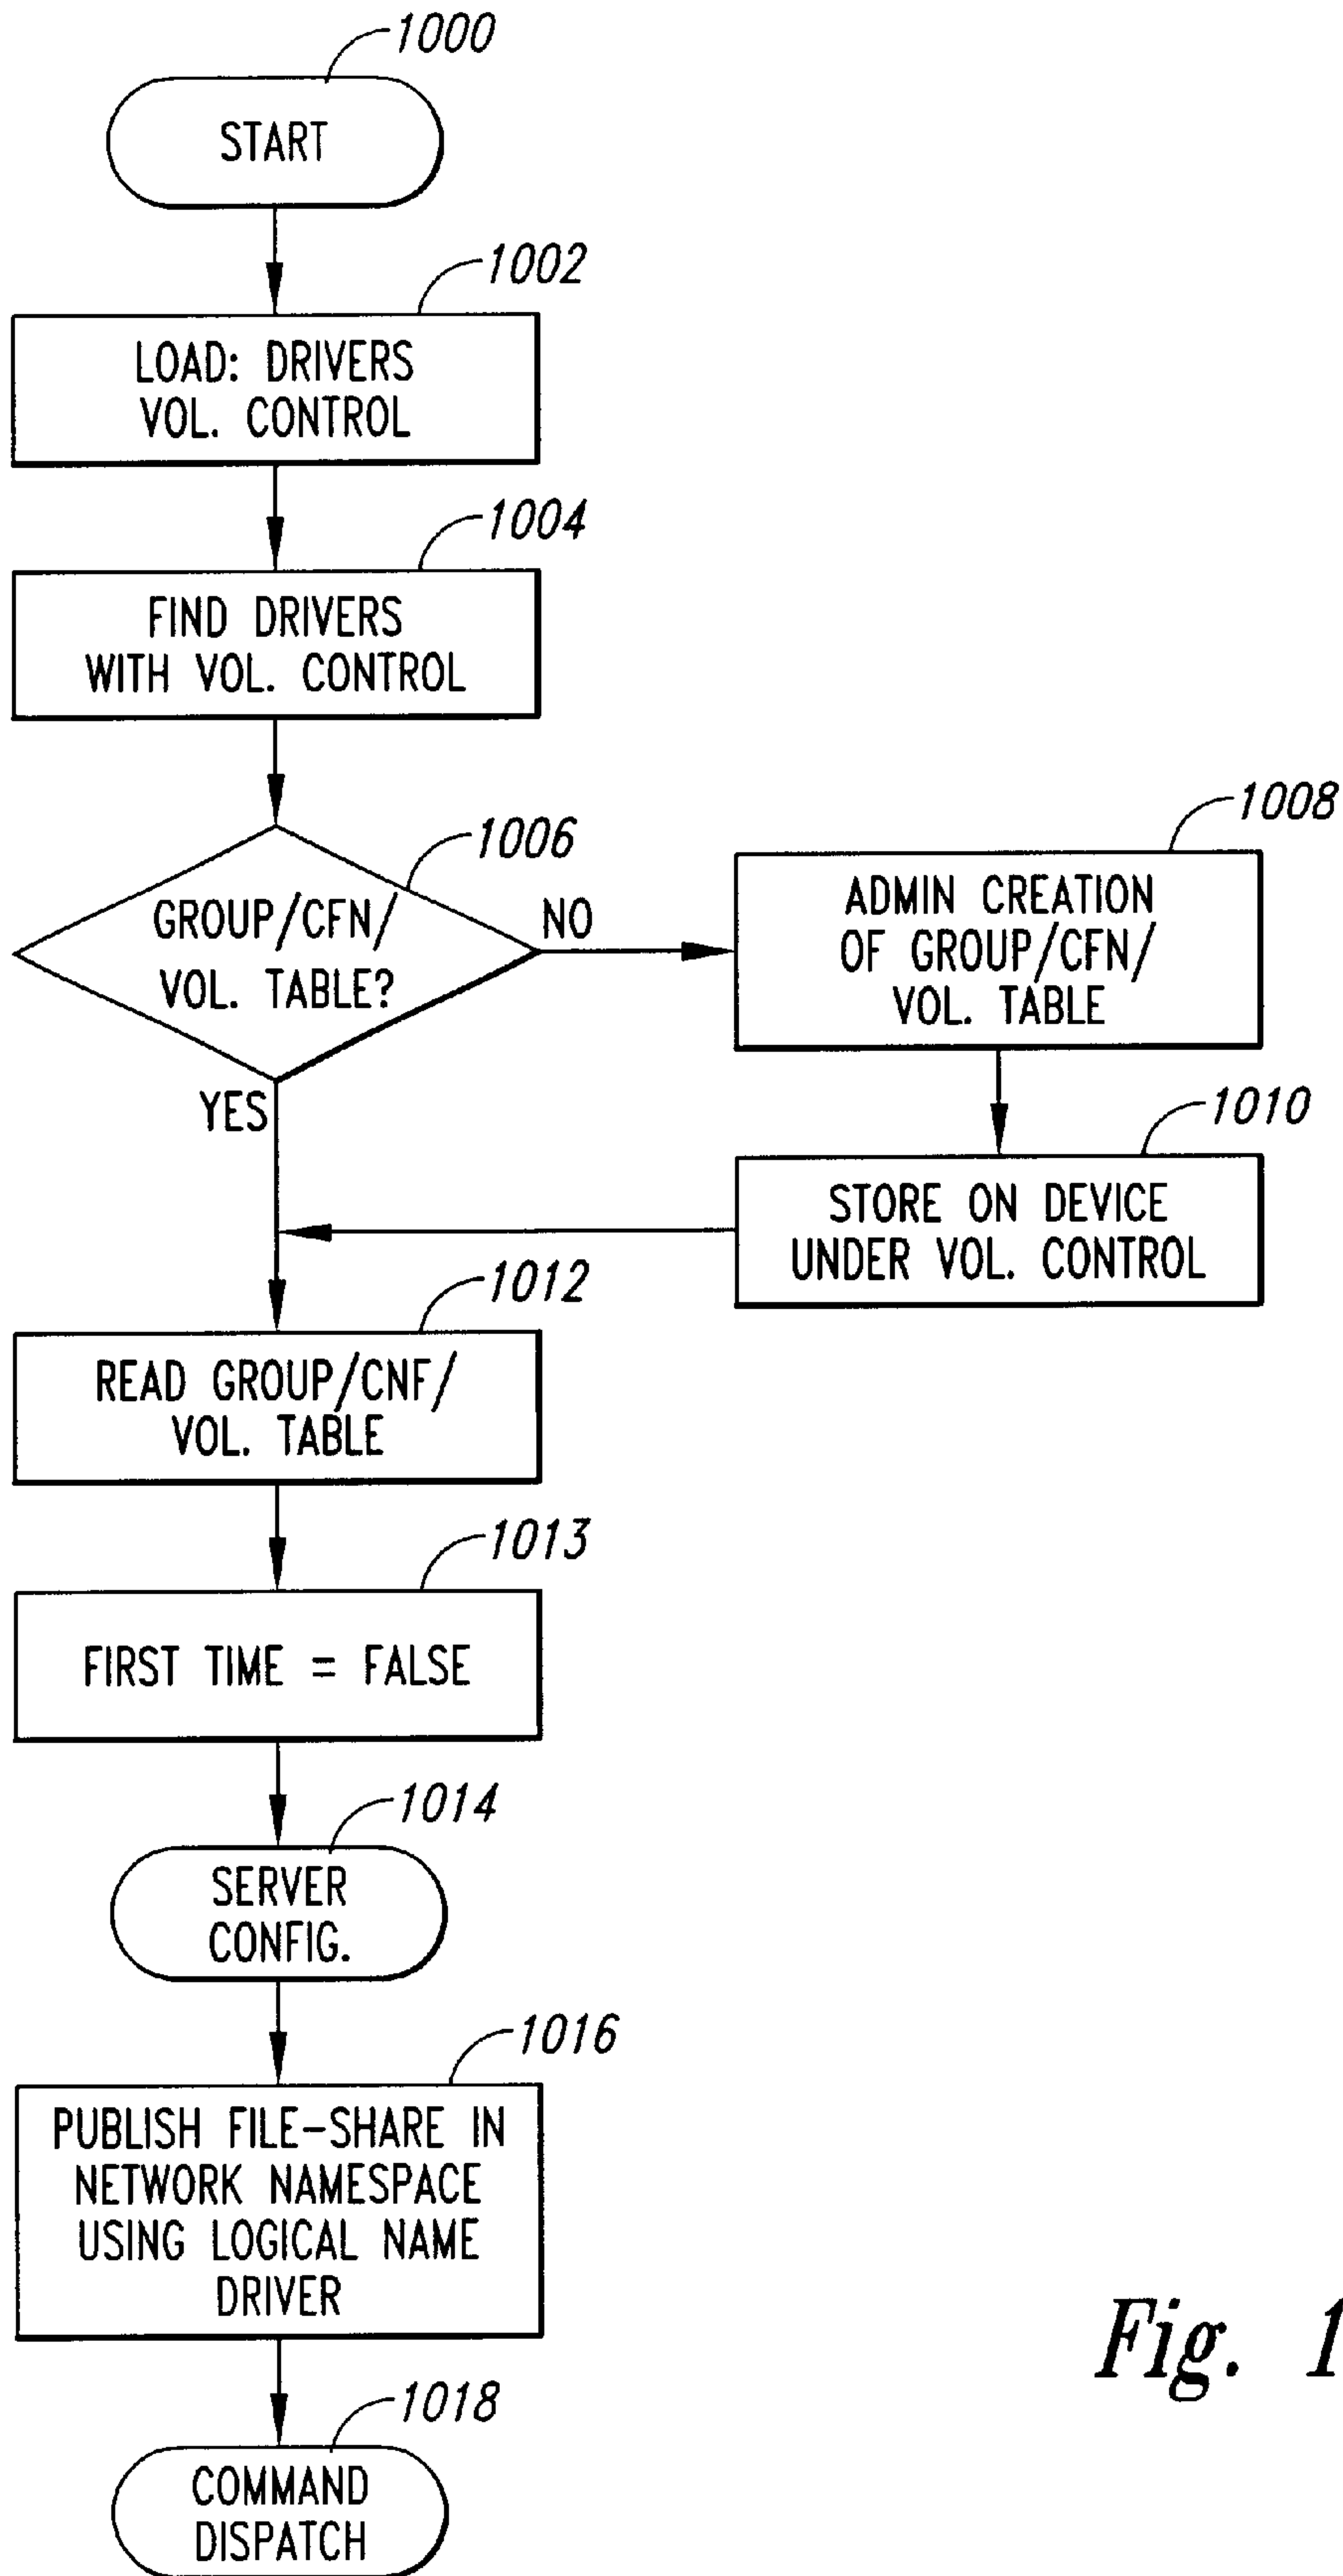 1000
START
1002
LOAD: DRIVERS
VOL. CONTROL
1004
FIND DRIVERS
WITH VOL. CONTROL
1006
GROUP/CFN/
VOL. TABLE?
NO
YES
1008
ADMIN CREATION
OF GROUP/CFN/
VOL. TABLE
1010
STORE ON DEVICE
UNDER VOL. CONTROL
1012
READ GROUP/CNF/
VOL. TABLE
1013
FIRST TIME = FALSE
1014
SERVER
CONFIG.
1016
PUBLISH FILE-SHARE IN
NETWORK NAMESPACE
USING LOGICAL NAME
DRIVER
1018
COMMAND
DISPATCH
Fig. 1